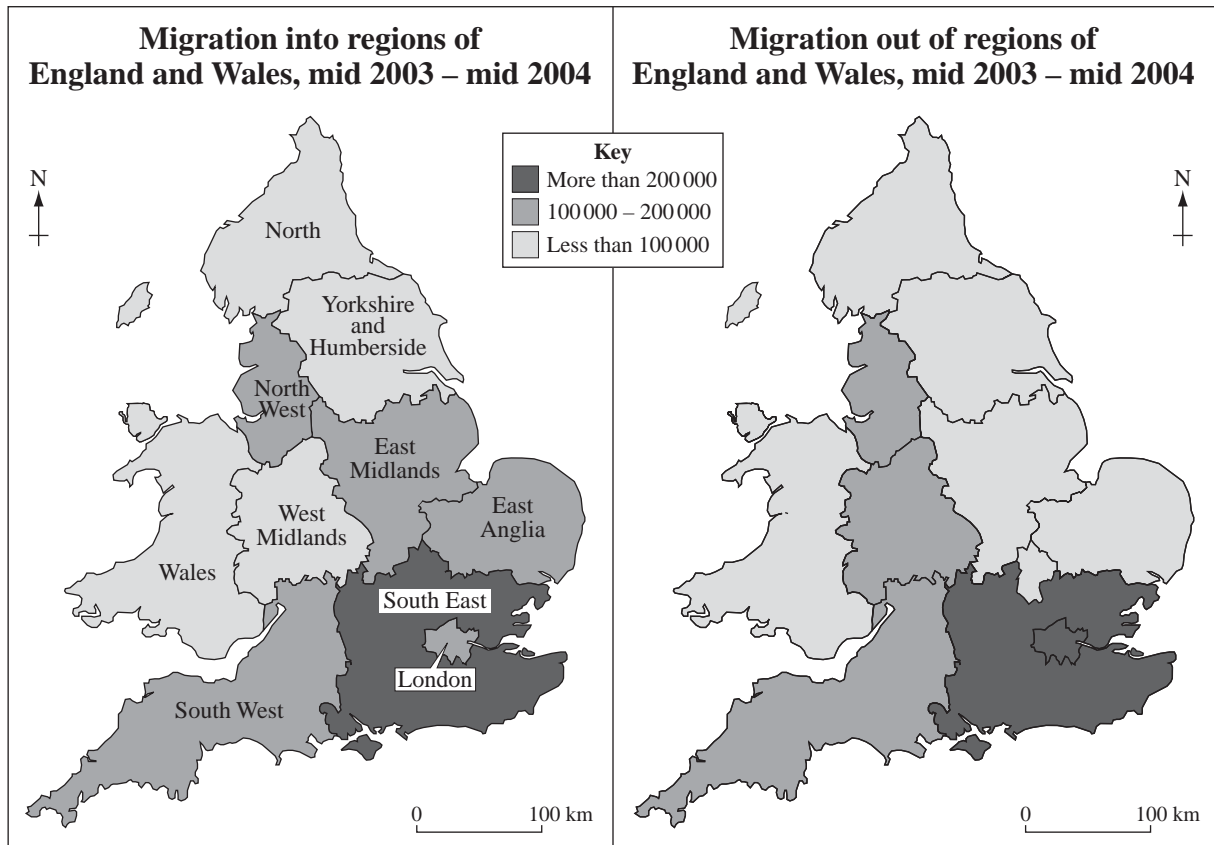 Migration into regions of
England and Wales, mid 2003 – mid 2004
Migration out of regions of
England and Wales, mid 2003 – mid 2004
Key
More than 200 000
100 000 – 200 000
Less than 100 000
N
N
North
Yorkshire
and
Humberside
North
West
East
Midlands
West
Midlands
East
Anglia
Wales
South East
London
South West
0 100 km
0 100 km